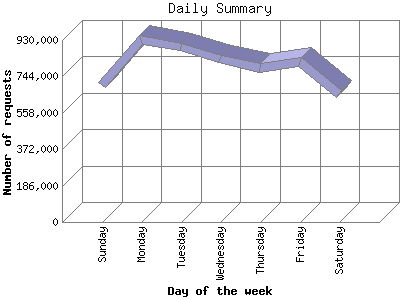 Daily Summary
930,000
744,000
558,000
372,000
186,000
0
Number of requests
Sunday
Monday
Tuesday
Wednesday
Thursday
Friday
Saturday
Day of the week